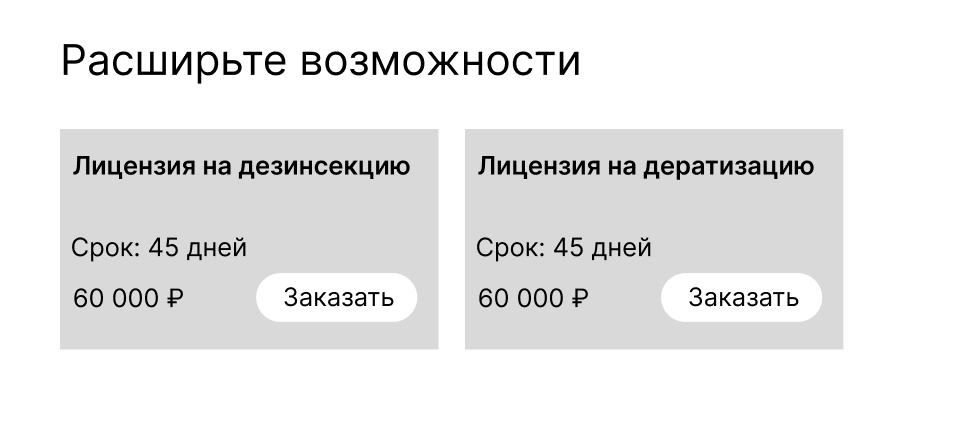 Расширьте возможности
Лицензия на дезинсекцию
Срок: 45 дней
60 000 ₽
Заказать
Лицензия на дератизацию
Срок: 45 дней
60 000 ₽
Заказать